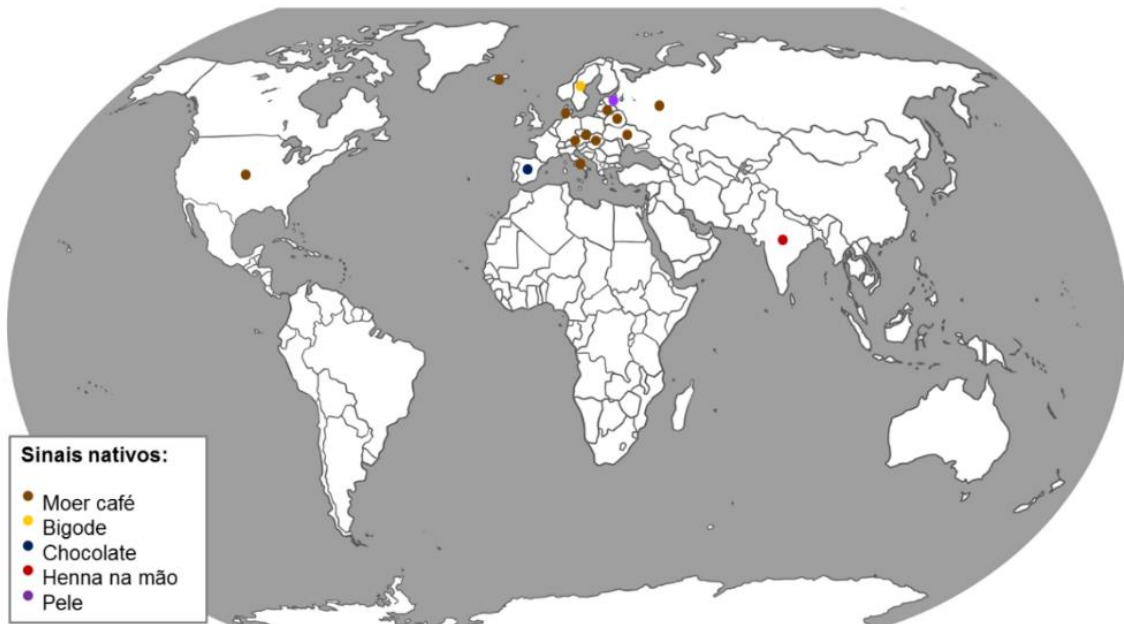 Sinais nativos:
Moer café
Bigode
Chocolate
Henna na mão
Pele